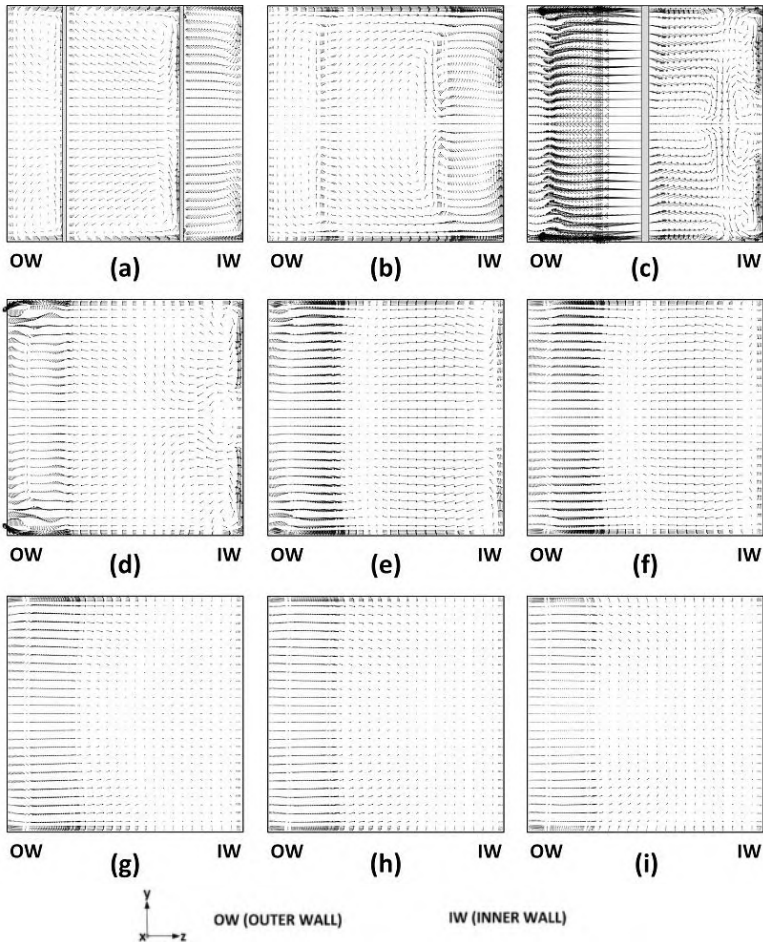 OW IW OW IW OW IW
(a) (b) (c)
OW IW OW IW OW IW
(d) (e) (f)
OW IW OW IW OW IW
(g) (h) (i)
y
x z
OW (OUTER WALL) IW (INNER WALL)